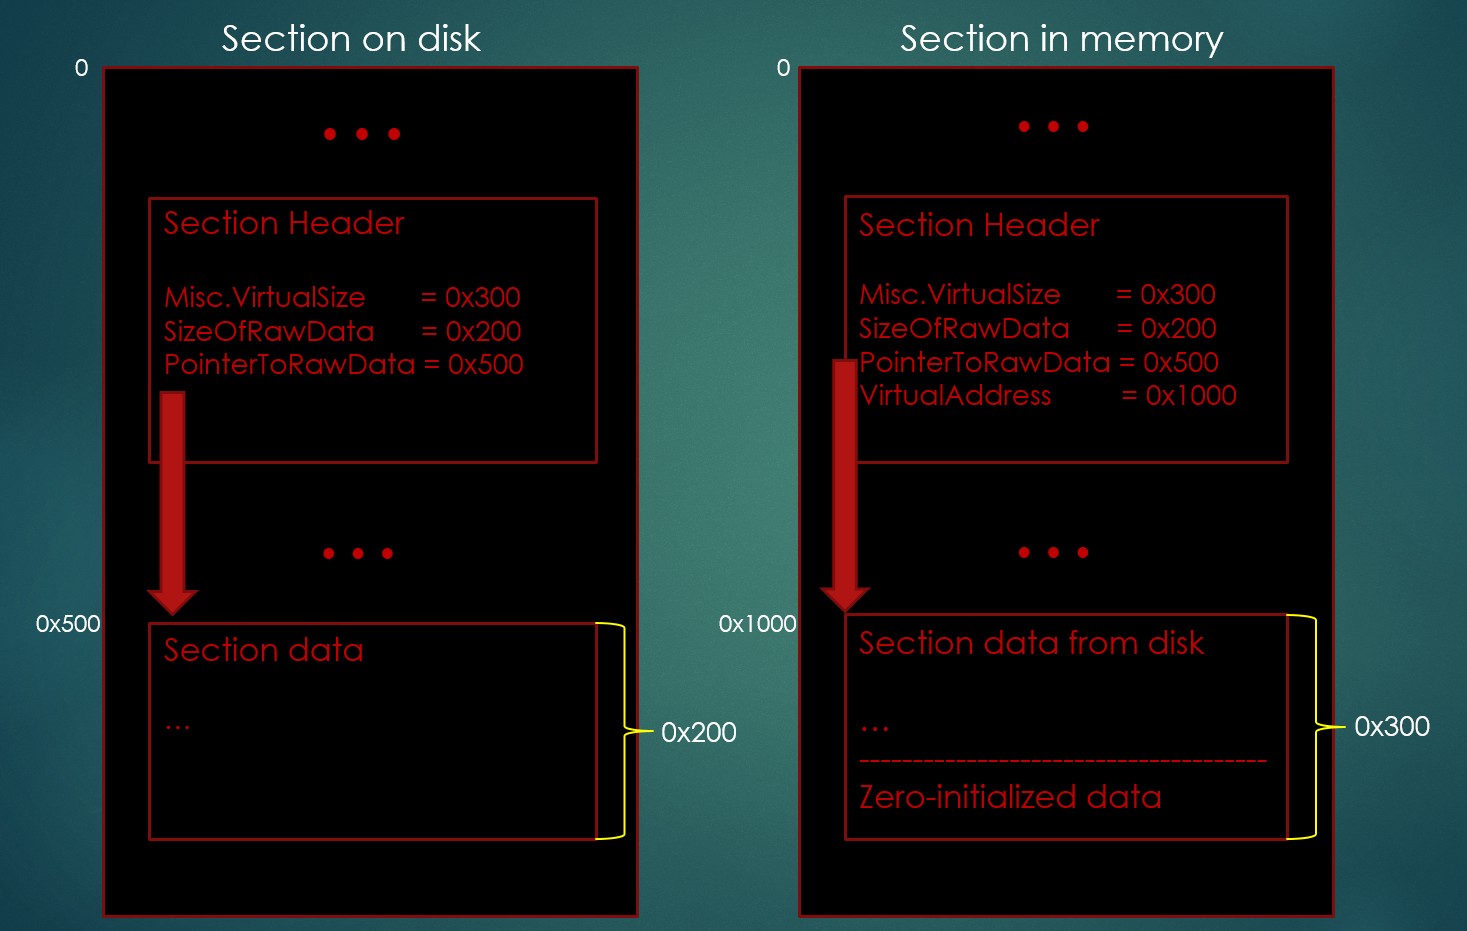 Section on disk
0
• • •
Section Header
Misc.VirtualSize = 0x300
SizeOfRawData = 0x200
PointerToRawData = 0x500
• • •
0x500
Section data
...
0x200
Section in memory
0
• • •
Section Header
Misc.VirtualSize = 0x300
SizeOfRawData = 0x200
PointerToRawData = 0x500
VirtualAddress = 0x1000
• • •
0x1000
Section data from disk
...
---------------------------------------
Zero-initialized data
0x300